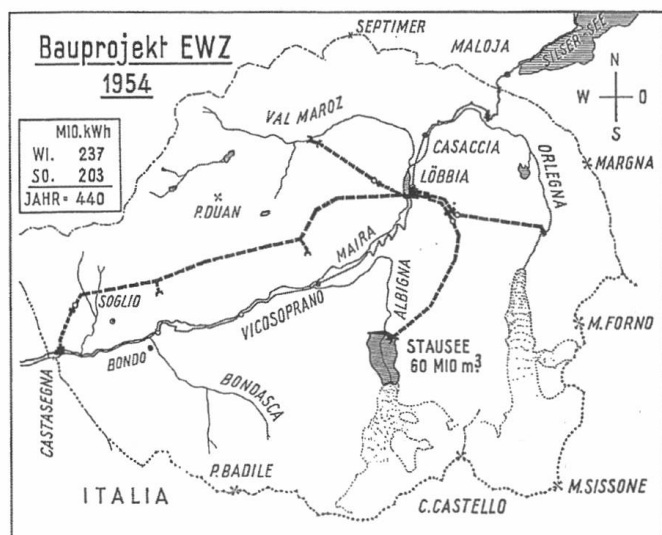 Bauprojekt EWZ
1954
SEPTIMER
MALOJA
SILSER-SEE
N
W O
S
MIO.kWh
WI. 237
SO. 203
JAHR = 440
VAL MAROZ
CASACCIA
LÖBBIA
ORLEGNA
MARGNA
P.DUAN
MAIRA
ALBIGNA
SOGLIO
VICOSOPRANO
BONDO
CASTASEGNA
BONDASCA
STAUSEE
60 MIO m³
M.FORNO
P.BADILE
ITALIA
C.CASTELLO
M.SISSONE